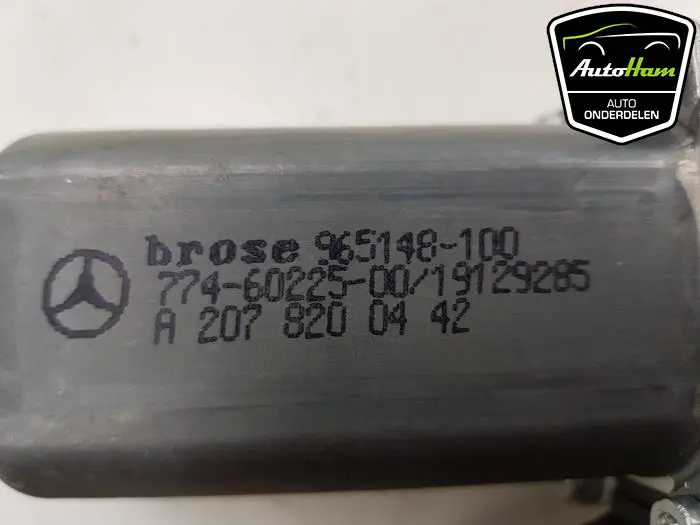 AutoHam
AUTO
ONDERDELEN
brose 965148-100
774-60225-00/19129285
A 207 820 04 42